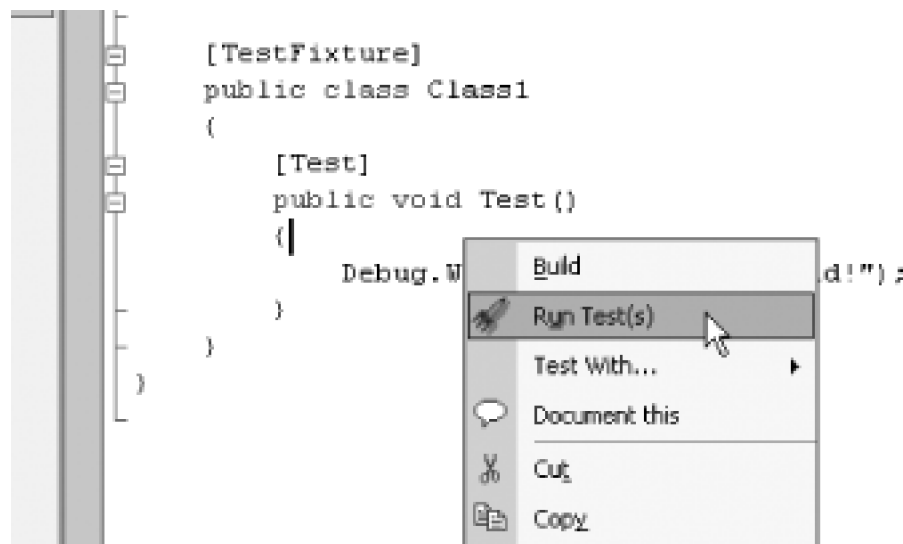 [TestFixture]
public class Class1
{
[Test]
public void Test()
{
Debug.W d!");
}
}
}
Build
Run Test(s)
Test With...
Document this
Cut
Copy